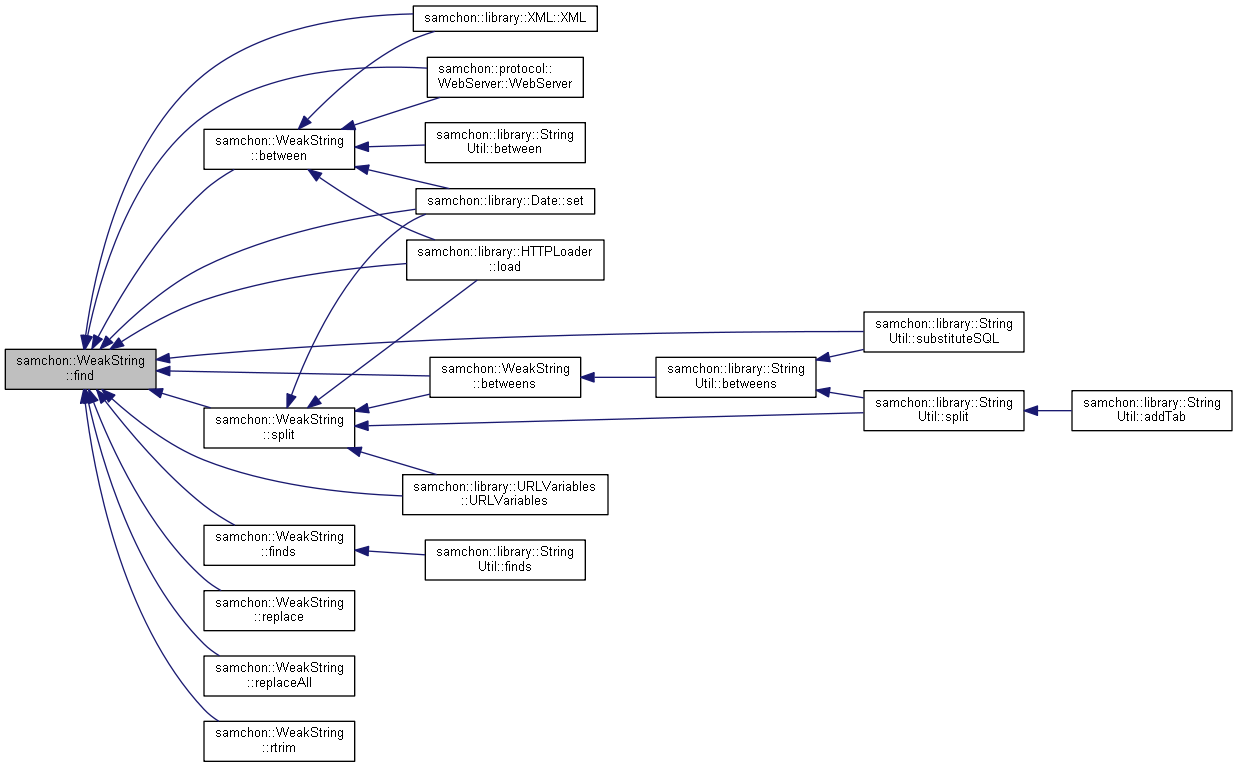 samchon::library::XML::XML
samchon::protocol::
WebServer::WebServer
samchon::WeakString
::between
samchon::library::String
Util::between
samchon::library::Date::set
samchon::library::HTTPLoader
::load
samchon::library::String
Util::substituteSQL
samchon::WeakString
::find
samchon::WeakString
::betweens
samchon::library::String
Util::betweens
samchon::library::String
Util::split
samchon::library::String
Util::addTab
samchon::WeakString
::split
samchon::library::URLVariables
::URLVariables
samchon::WeakString
::finds
samchon::library::String
Util::finds
samchon::WeakString
::replace
samchon::WeakString
::replaceAll
samchon::WeakString
::rtrim